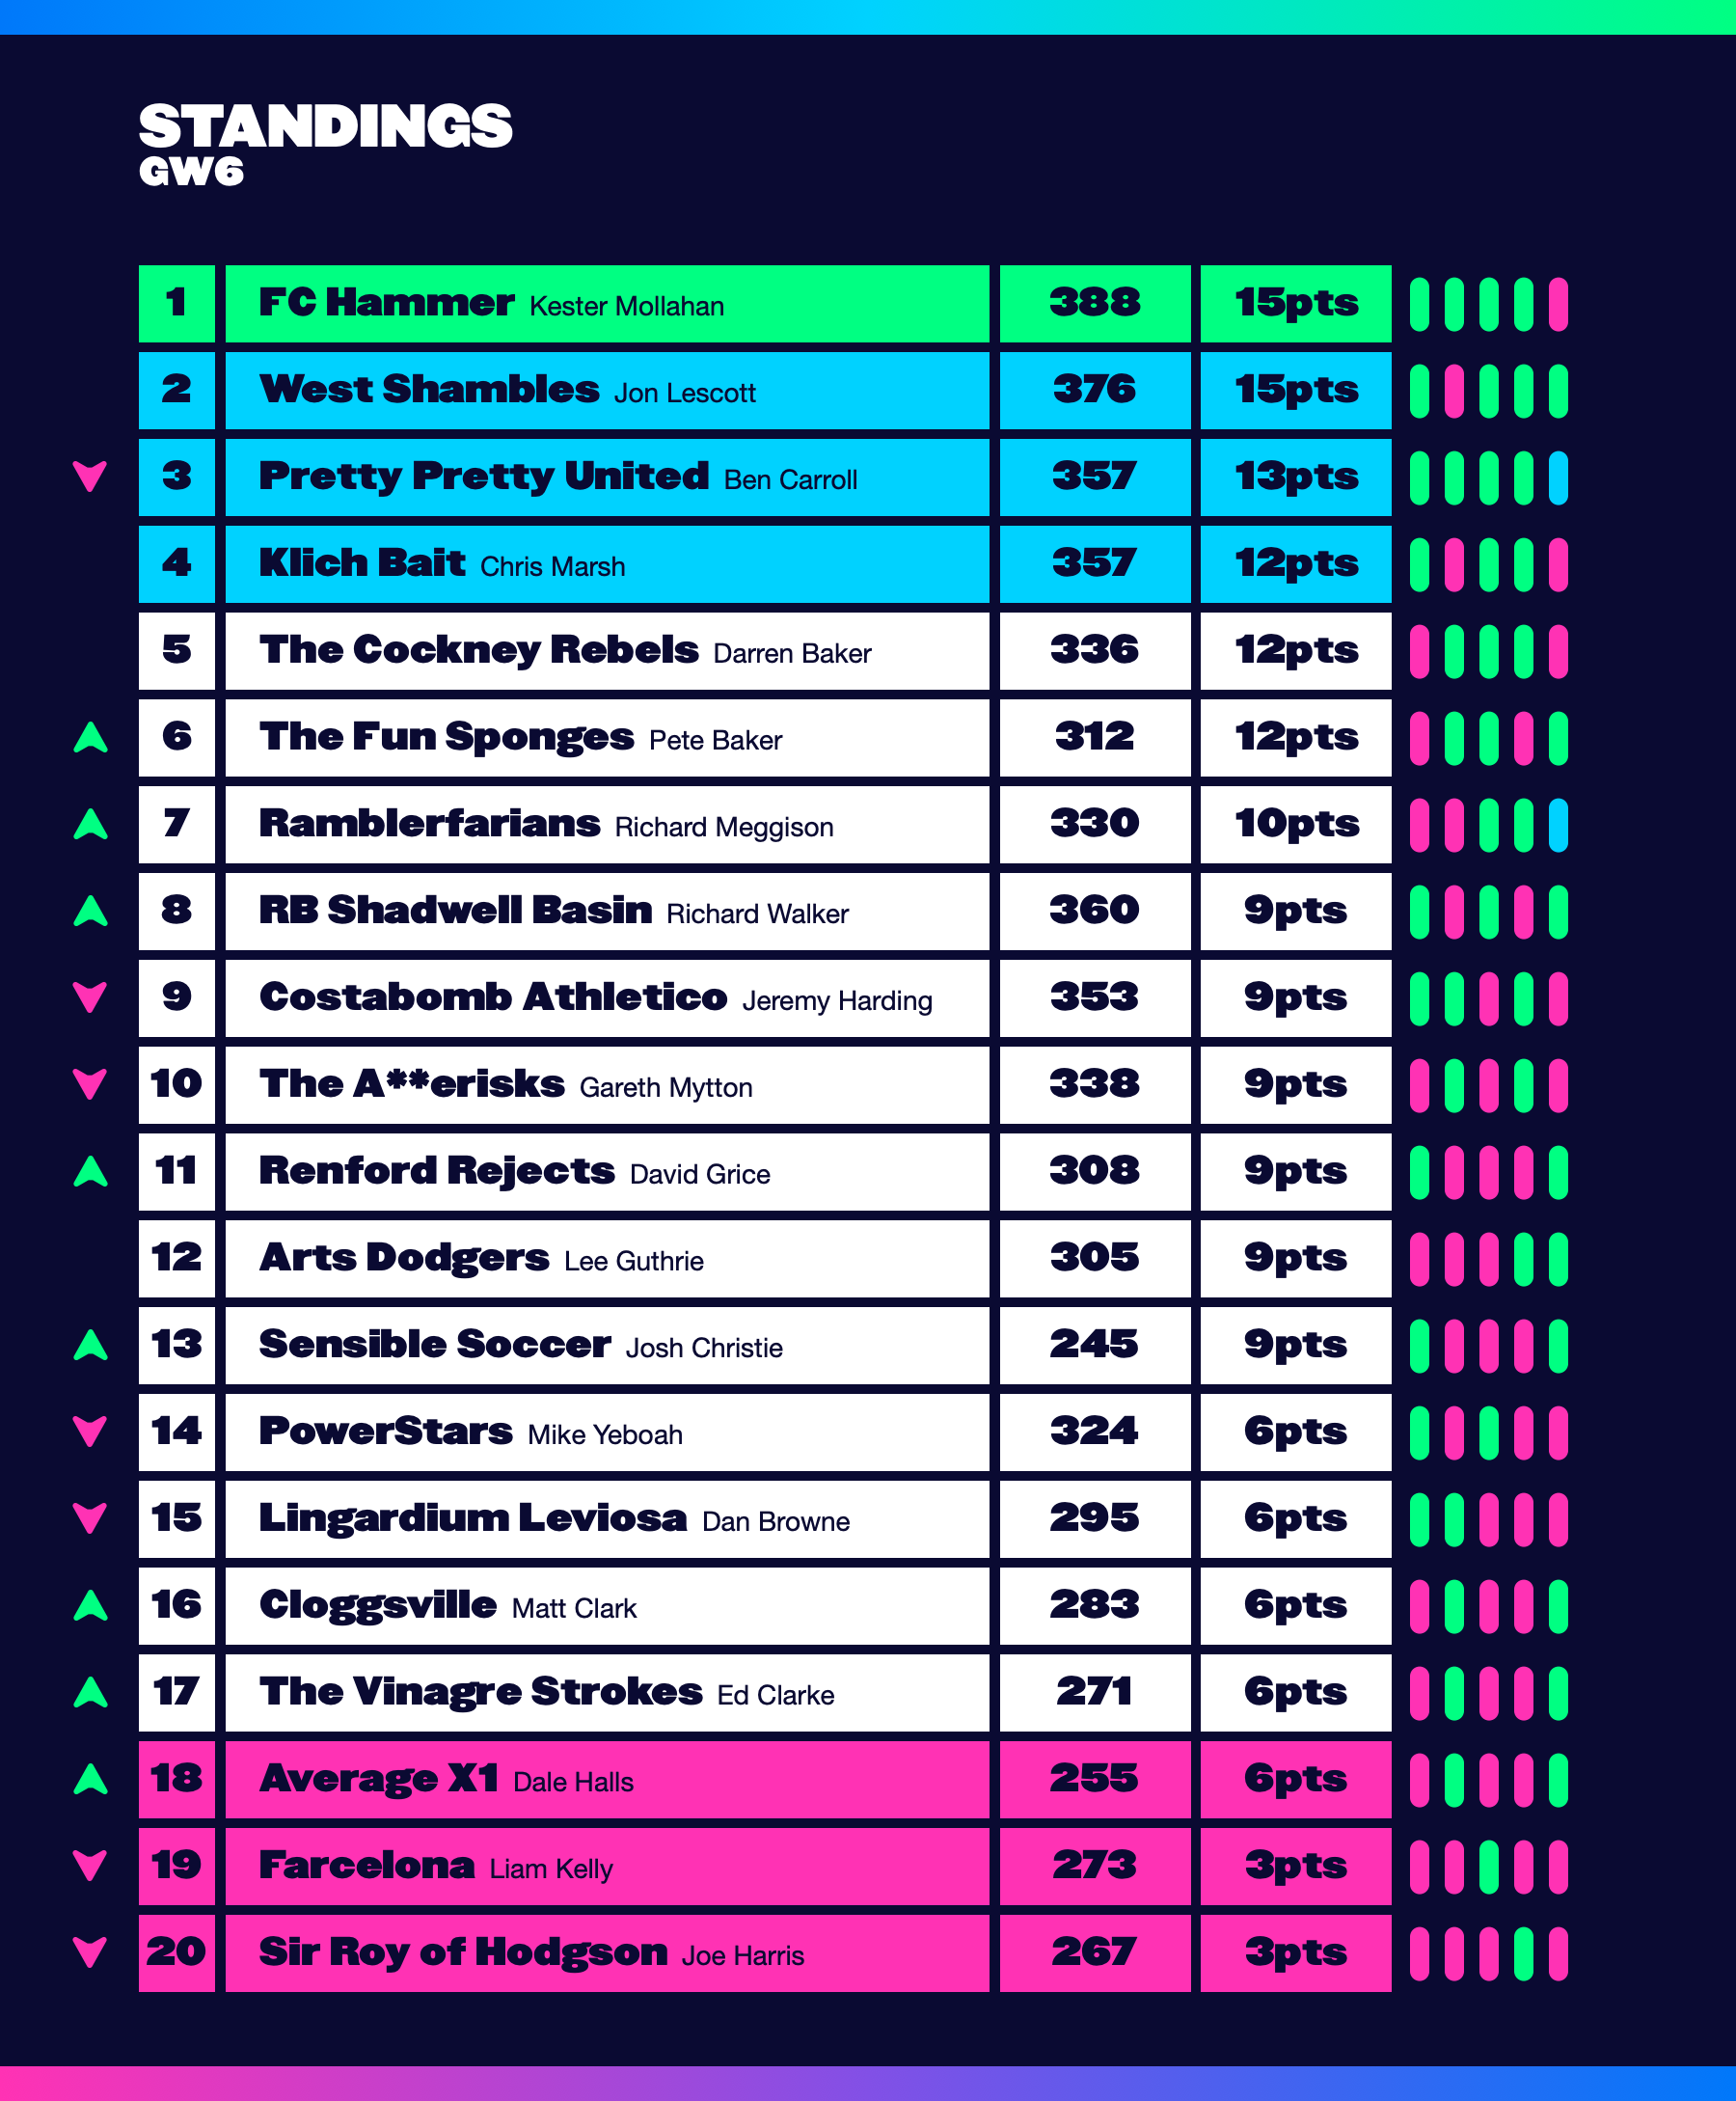 STANDINGS
GW6
1 FC Hammer Kester Mollahan 388 15pts
2 West Shambles Jon Lescott 376 15pts
3 Pretty Pretty United Ben Carroll 357 13pts
4 Klich Bait Chris Marsh 357 12pts
5 The Cockney Rebels Darren Baker 336 12pts
6 The Fun Sponges Pete Baker 312 12pts
7 Ramblerfarians Richard Meggison 330 10pts
8 RB Shadwell Basin Richard Walker 360 9pts
9 Costabomb Athletico Jeremy Harding 353 9pts
10 The A**erisks Gareth Mytton 338 9pts
11 Renford Rejects David Grice 308 9pts
12 Arts Dodgers Lee Guthrie 305 9pts
13 Sensible Soccer Josh Christie 245 9pts
14 PowerStars Mike Yeboah 324 6pts
15 Lingardium Leviosa Dan Browne 295 6pts
16 Cloggsville Matt Clark 283 6pts
17 The Vinagre Strokes Ed Clarke 271 6pts
18 Average X1 Dale Halls 255 6pts
19 Farcelona Liam Kelly 273 3pts
20 Sir Roy of Hodgson Joe Harris 267 3pts